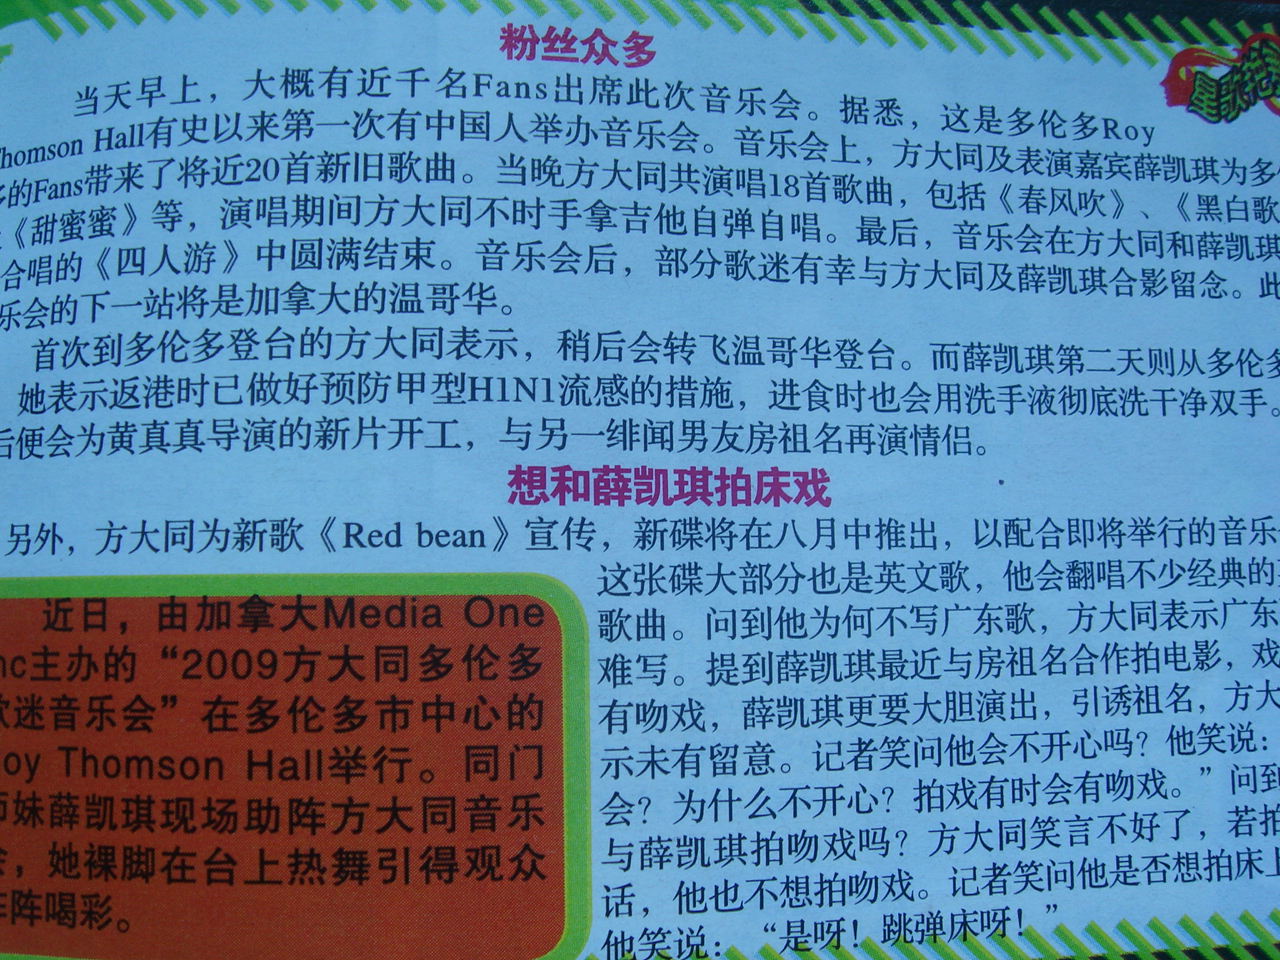 粉丝众多
当天早上，大概有近千名Fans出席此次音乐会。据悉，这是多伦多Roy
Thomson Hall有史以来第一次有中国人举办音乐会。音乐会上，方大同及表演嘉宾薛凯琪为多
多的Fans带来了将近20首新旧歌曲。当晚方大同共演唱18首歌曲，包括《春风吹》、《黑白歌
《甜蜜蜜》等，演唱期间方大同不时手拿吉他自弹自唱。最后，音乐会在方大同和薛凯琪
合唱的《四人游》中圆满结束。音乐会后，部分歌迷有幸与方大同及薛凯琪合影留念。此
乐会的下一站将是加拿大的温哥华。
首次到多伦多登台的方大同表示，稍后会转飞温哥华登台。而薛凯琪第二天则从多伦多
她表示返港时已做好预防甲型H1N1流感的措施，进食时也会用洗手液彻底洗干净双手。
后便会为黄真真导演的新片开工，与另一绯闻男友房祖名再演情侣。
想和薛凯琪拍床戏
另外，方大同为新歌《Red bean》宣传，新碟将在八月中推出，以配合即将举行的音乐
这张碟大部分也是英文歌，他会翻唱不少经典的
歌曲。问到他为何不写广东歌，方大同表示广东
难写。提到薛凯琪最近与房祖名合作拍电影，戏
有吻戏，薛凯琪更要大胆演出，引诱祖名，方大
示未有留意。记者笑问他会不开心吗？他笑说：
会？为什么不开心？拍戏有时会有吻戏。”问到
与薛凯琪拍吻戏吗？方大同笑言不好了，若拍
话，他也不想拍吻戏。记者笑问他是否想拍床上
他笑说：“是呀！跳弹床呀！”
近日，由加拿大Media One
nc主办的“2009方大同多伦多
歌迷音乐会”在多伦多市中心的
oy Thomson Hall举行。同门
师妹薛凯琪现场助阵方大同音乐
会，她裸脚在台上热舞引得观众
阵阵喝彩。